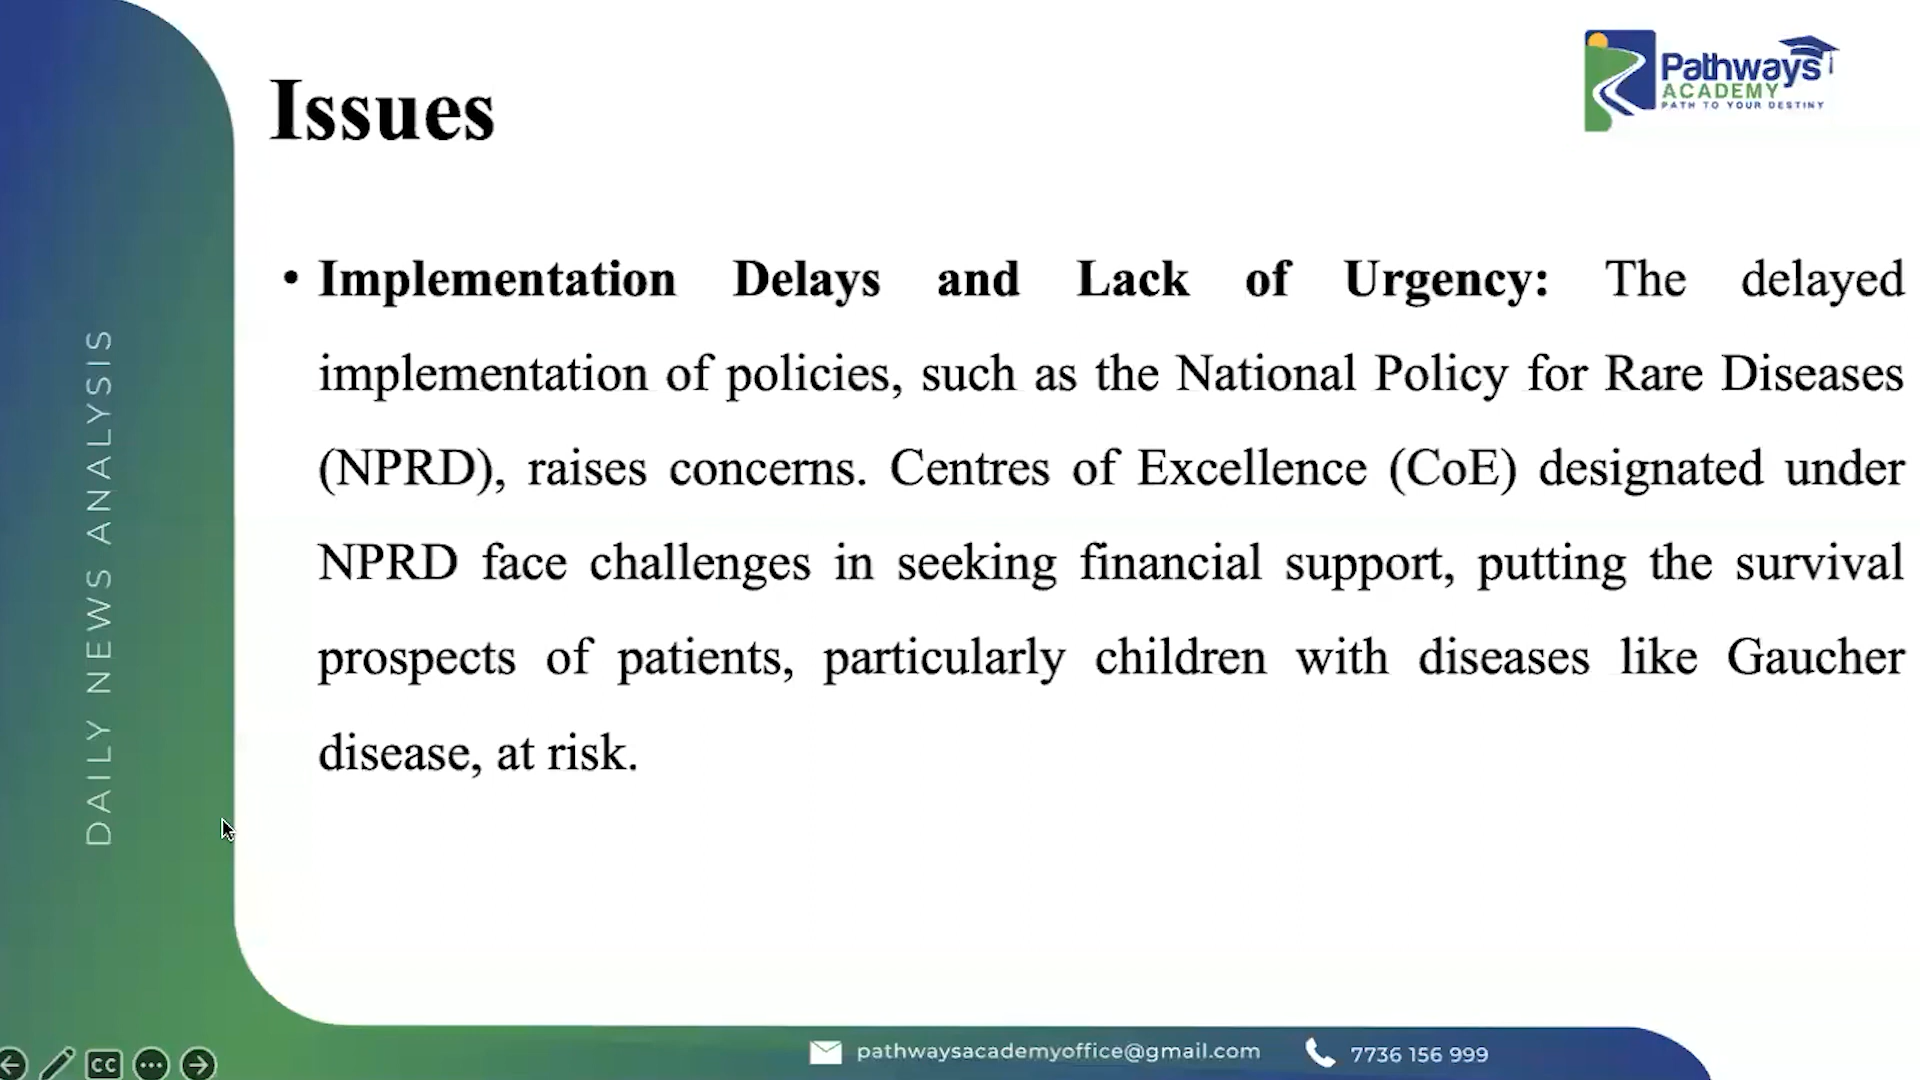 Issues
Pathways
ACADEMY
PATH TO YOUR DESTINY
• Implementation Delays and Lack of Urgency: The delayed
implementation of policies, such as the National Policy for Rare Diseases
(NPRD), raises concerns. Centres of Excellence (CoE) designated under
NPRD face challenges in seeking financial support, putting the survival
prospects of patients, particularly children with diseases like Gaucher
disease, at risk.
DAILY NEWS ANALYSIS
CC
pathwaysacademyoffice@gmail.com
7736 156 999